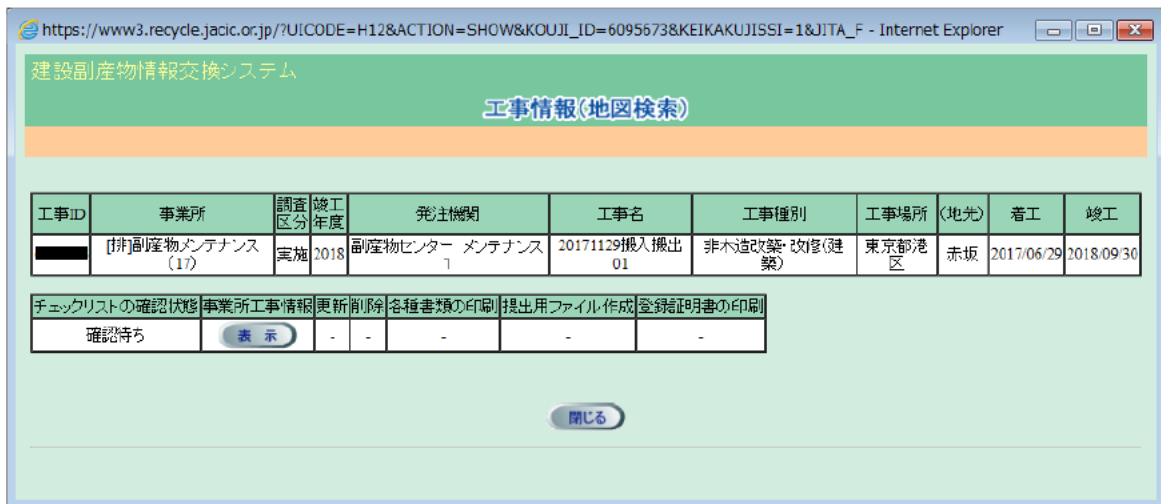 https://www3.recycle.jacic.or.jp/?UICODE=H12&ACTION=SHOW&KOUJI_ID=6095673&KEIKAKUJISSI=1&JITA_F - Internet Explorer
建設副産物情報交換システム
工事情報(地図検索)
工事ID 事業所 調査区分 竣工年度 発注機関 工事名 工事種別 工事場所 (地先) 着工 竣工
[排]副産物メンテナンス(17) 実施 2018 副産物センター メンテナンス1 20171129搬入搬出01 非木造改築・改修(建築) 東京都港区 赤坂 2017/06/29 2018/09/30
チェックリストの確認状態 事業所工事情報 更新 削除 各種書類の印刷 提出用ファイル作成 登録証明書の印刷
確認待ち 表示 - - - - -
閉じる